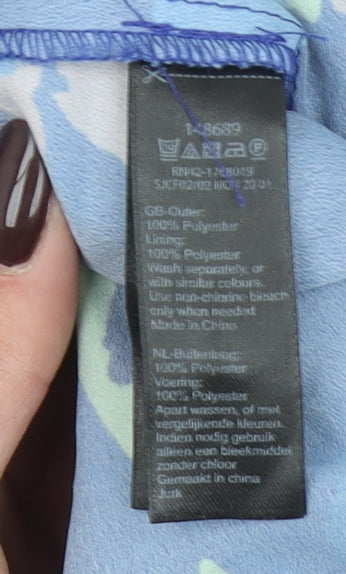 148689
RN42-1768049
SJCF02/02 NOV 20 01
GB-Outer:
100% Polyester
Lining:
100% Polyester
Wash separately, or
with similar colours.
Use non-chlorine bleach
only when needed
Made in China
NL-Buitenlaag:
100% Polyester
Voering:
100% Polyester
Apart wassen, of met
vergelijkende kleuren.
Indien nodig gebruik
alleen een bleekmiddel
zonder chloor
Gemaakt in china
Jurk